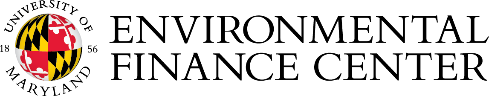 UNIVERSITY OF
18 56
MARYLAND
ENVIRONMENTAL
FINANCE CENTER